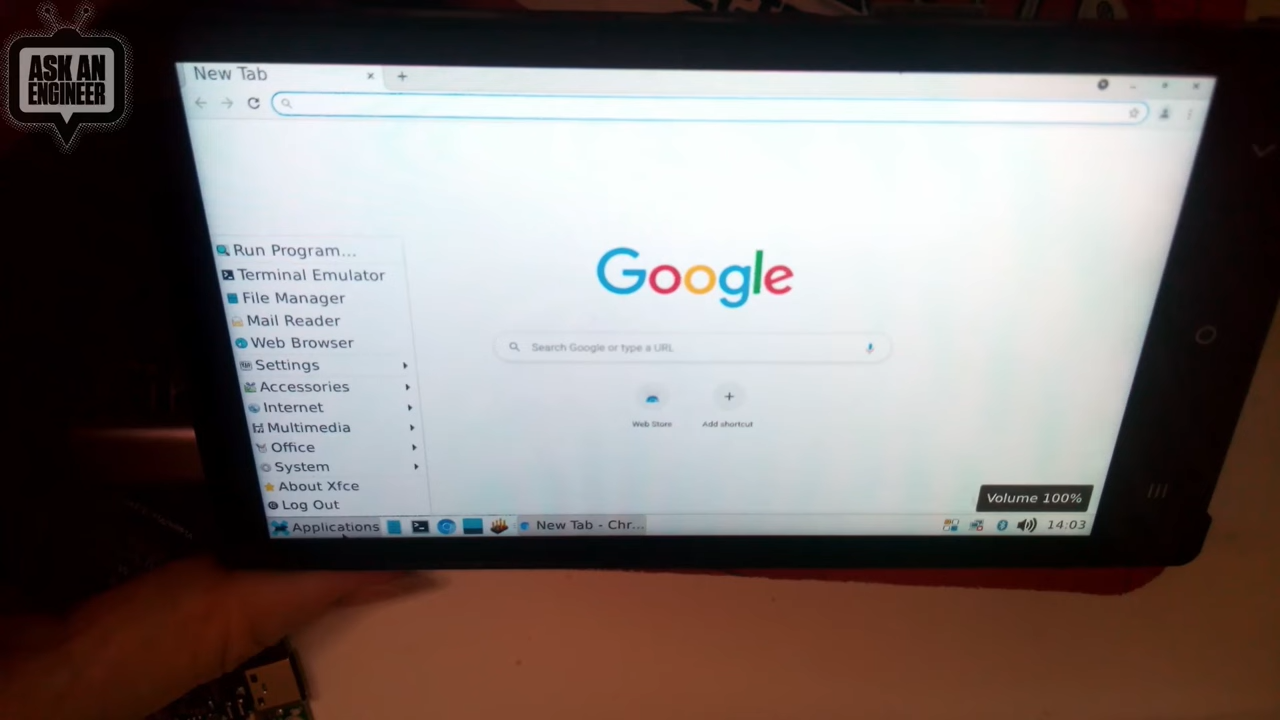 ASK AN
ENGINEER
New Tab
Run Program...
Terminal Emulator
File Manager
Mail Reader
Web Browser
Settings
Accessories
Internet
Multimedia
Office
System
About Xfce
Log Out
Google
Search Google or type a URL
Web Store
Add shortcut
Volume 100%
Applications
New Tab - Chr...
14:03